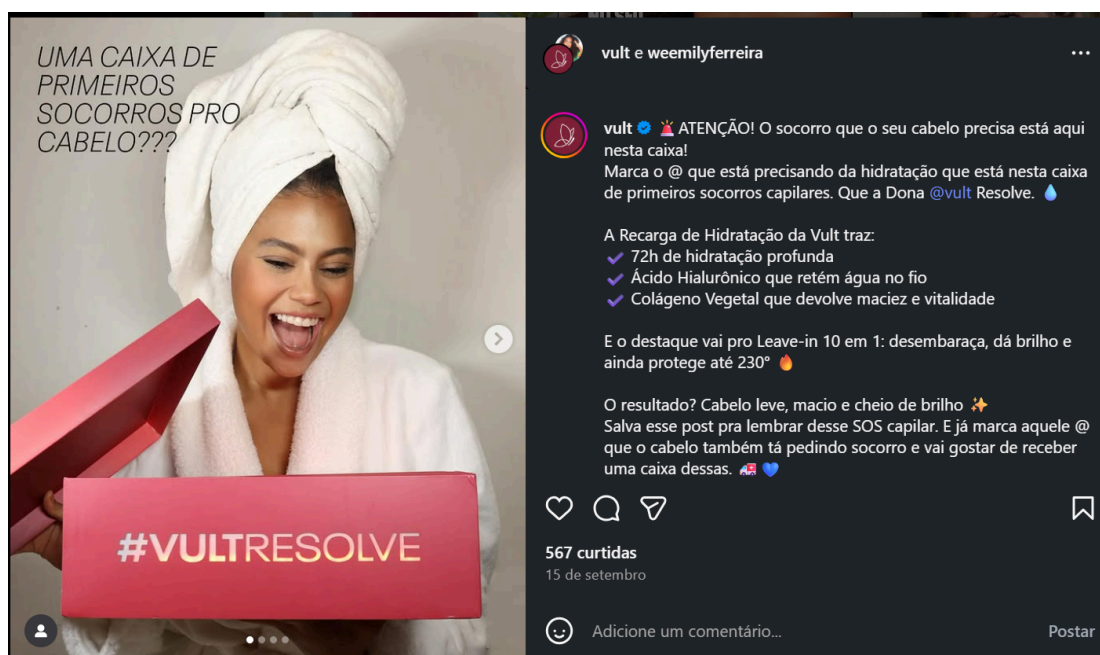 UMA CAIXA DE
PRIMEIROS
SOCORROS PRO
CABELO???
#VULTRESOLVE
vult e weemilyferreira
vult 🚨 ATENÇÃO! O socorro que o seu cabelo precisa está aqui
nesta caixa!
Marca o @ que está precisando da hidratação que está nesta caixa
de primeiros socorros capilares. Que a Dona @vult Resolve. 💧
A Recarga de Hidratação da Vult traz:
✔️ 72h de hidratação profunda
✔️ Ácido Hialurônico que retém água no fio
✔️ Colágeno Vegetal que devolve maciez e vitalidade
E o destaque vai pro Leave-in 10 em 1: desembaraça, dá brilho e
ainda protege até 230° 🔥
O resultado? Cabelo leve, macio e cheio de brilho ✨
Salva esse post pra lembrar desse SOS capilar. E já marca aquele @
que o cabelo também tá pedindo socorro e vai gostar de receber
uma caixa dessas. 🚑💙
567 curtidas
15 de setembro
Adicione um comentário...
Postar